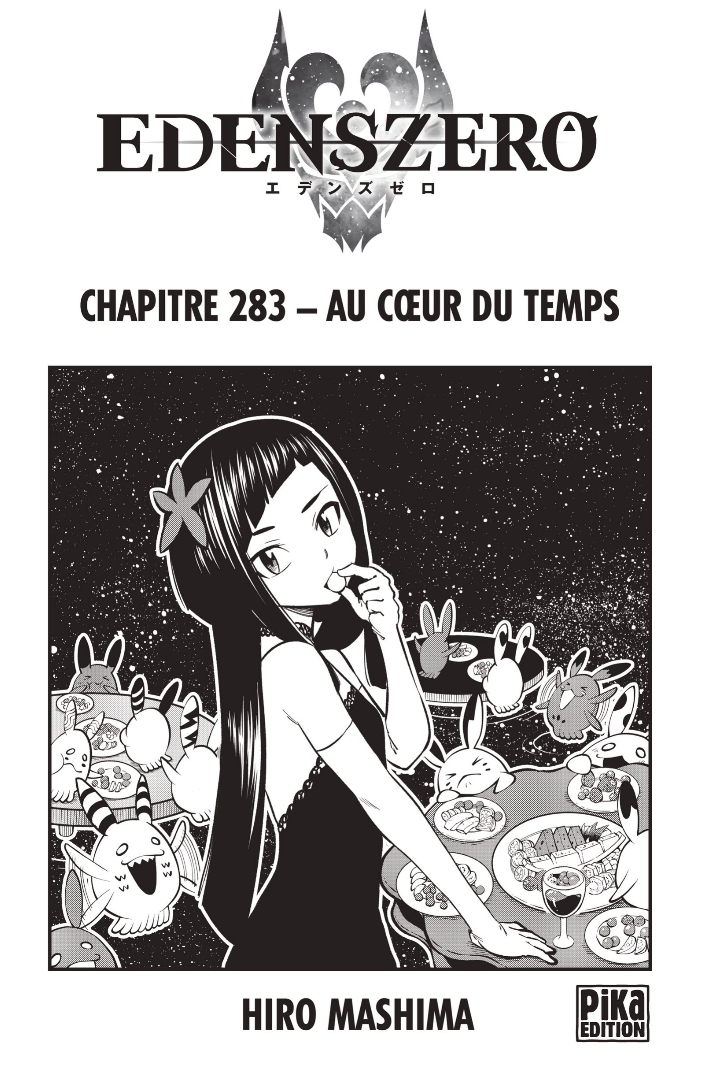 EDENSZERO
エデンズゼロ
CHAPITRE 283 – AU CŒUR DU TEMPS
HIRO MASHIMA
PiKa
EDITION